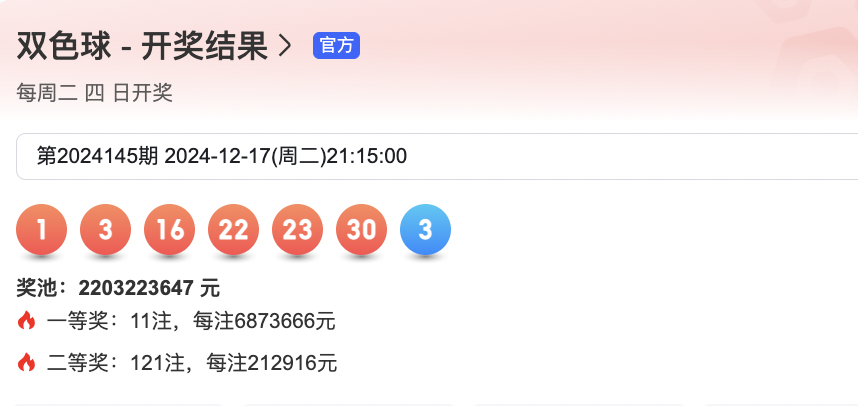 双色球 - 开奖结果 官方
每周二 四 日开奖
第2024145期 2024-12-17(周二)21:15:00
1 3 16 22 23 30 3
奖池：2203223647 元
一等奖：11注，每注6873666元
二等奖：121注，每注212916元